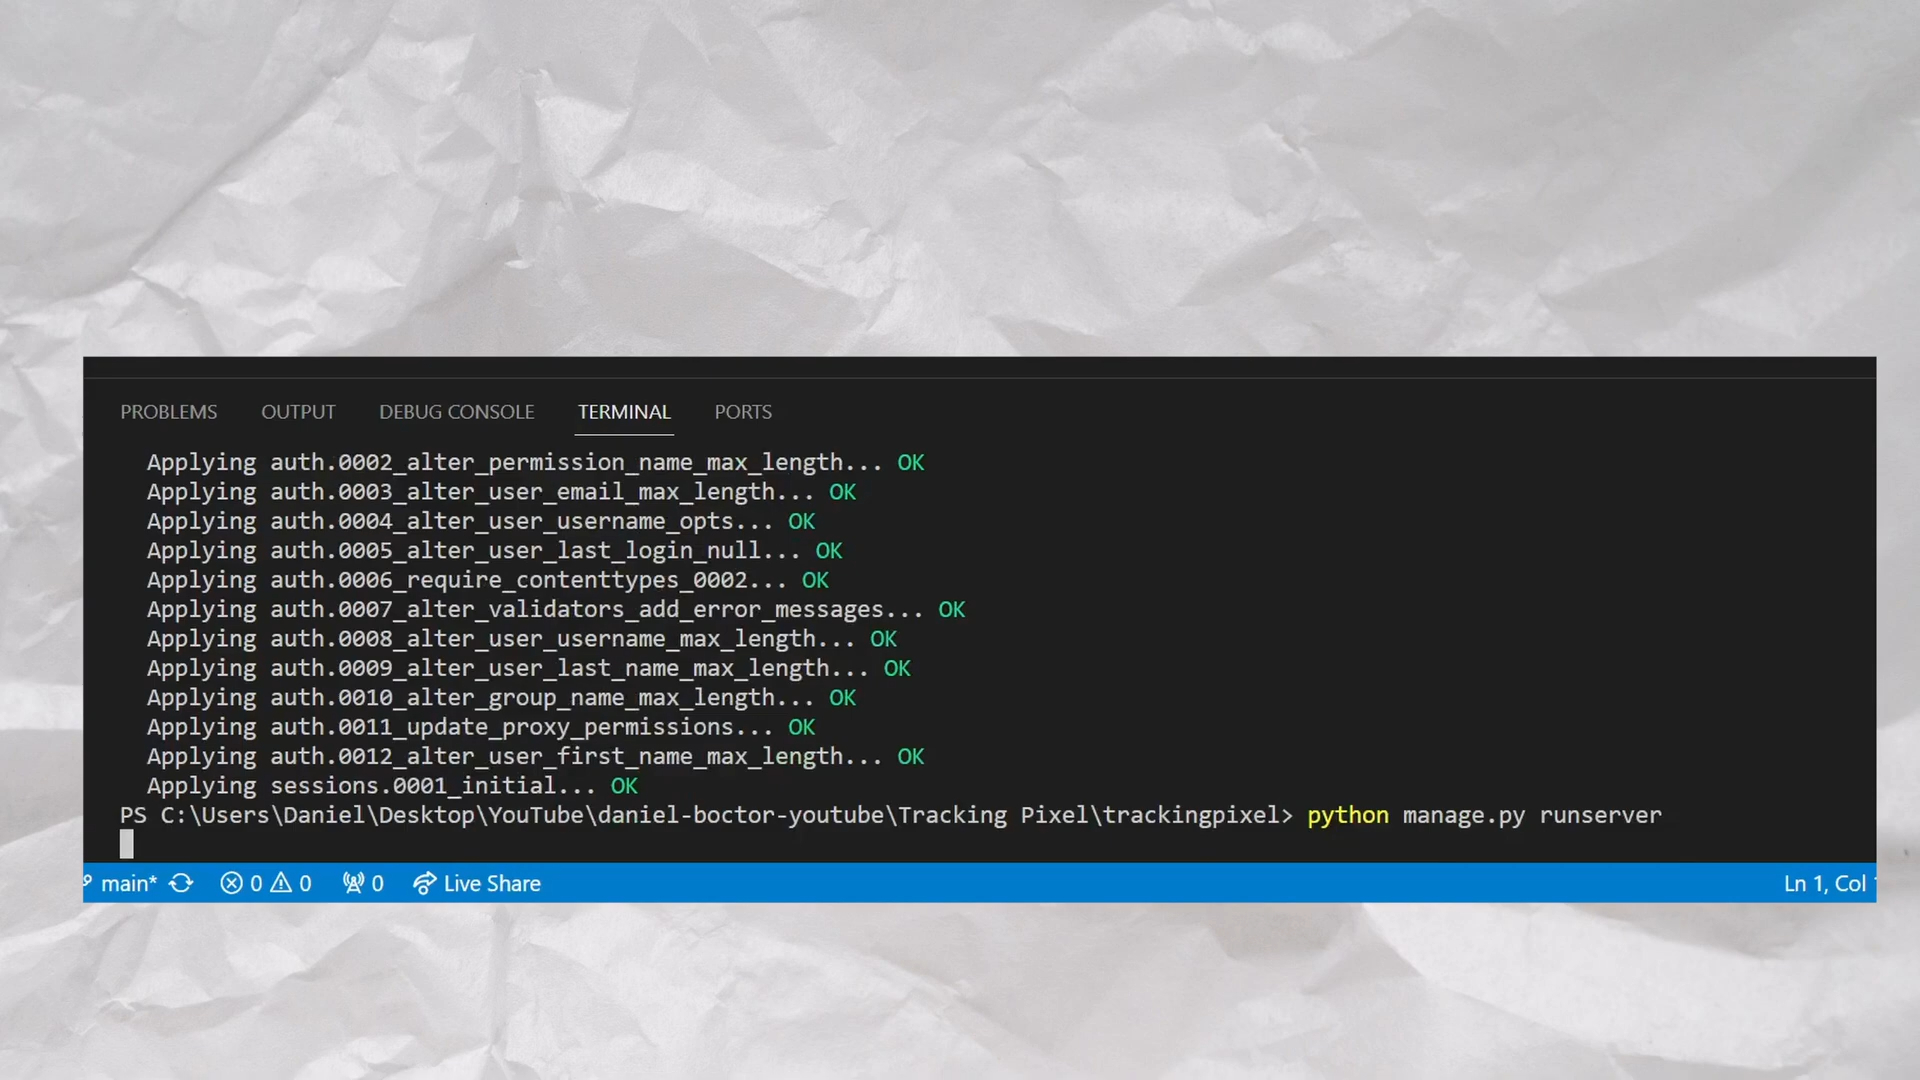 PROBLEMS OUTPUT DEBUG CONSOLE TERMINAL PORTS
Applying auth.0002_alter_permission_name_max_length... OK
Applying auth.0003_alter_user_email_max_length... OK
Applying auth.0004_alter_user_username_opts... OK
Applying auth.0005_alter_user_last_login_null... OK
Applying auth.0006_require_contenttypes_0002... OK
Applying auth.0007_alter_validators_add_error_messages... OK
Applying auth.0008_alter_user_username_max_length... OK
Applying auth.0009_alter_user_last_name_max_length... OK
Applying auth.0010_alter_group_name_max_length... OK
Applying auth.0011_update_proxy_permissions... OK
Applying auth.0012_alter_user_first_name_max_length... OK
Applying sessions.0001_initial... OK
PS C:\Users\Daniel\Desktop\YouTube\daniel-boctor-youtube\Tracking Pixel\trackingpixel> python manage.py runserver
main* 0 0 0 Live Share Ln 1, Col